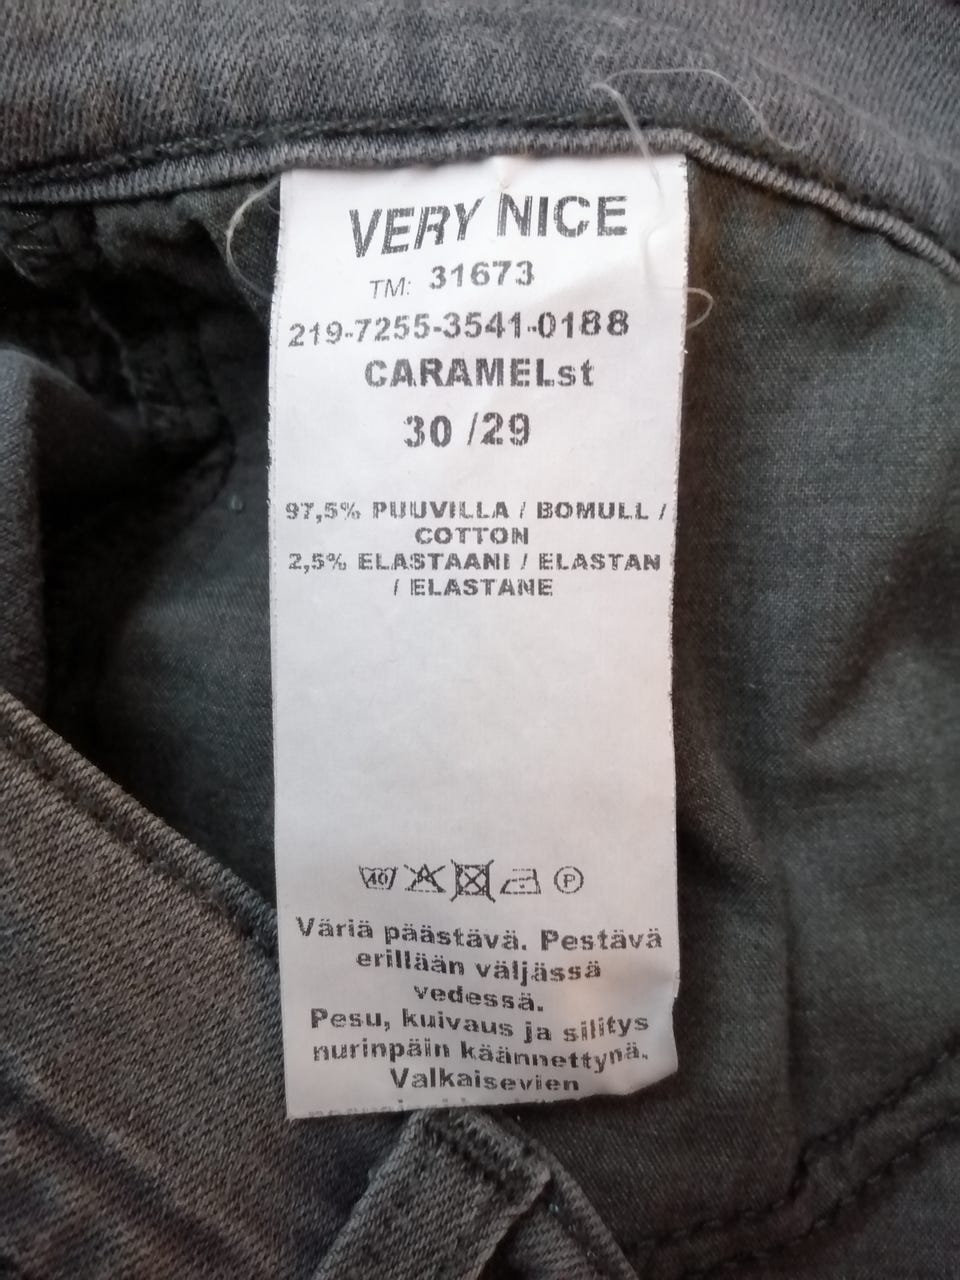 VERY NICE
TM: 31673
219-7255-3541-0188
CARAMELst
30 /29
97,5% PUUVILLA / BOMULL /
COTTON
2,5% ELASTAANI / ELASTAN
/ ELASTANE
40 P
Väriä päästävä. Pestävä
erillään väljässä
vedessä.
Pesu, kuivaus ja silitys
nurinpäin käännettynä.
Valkaisevien